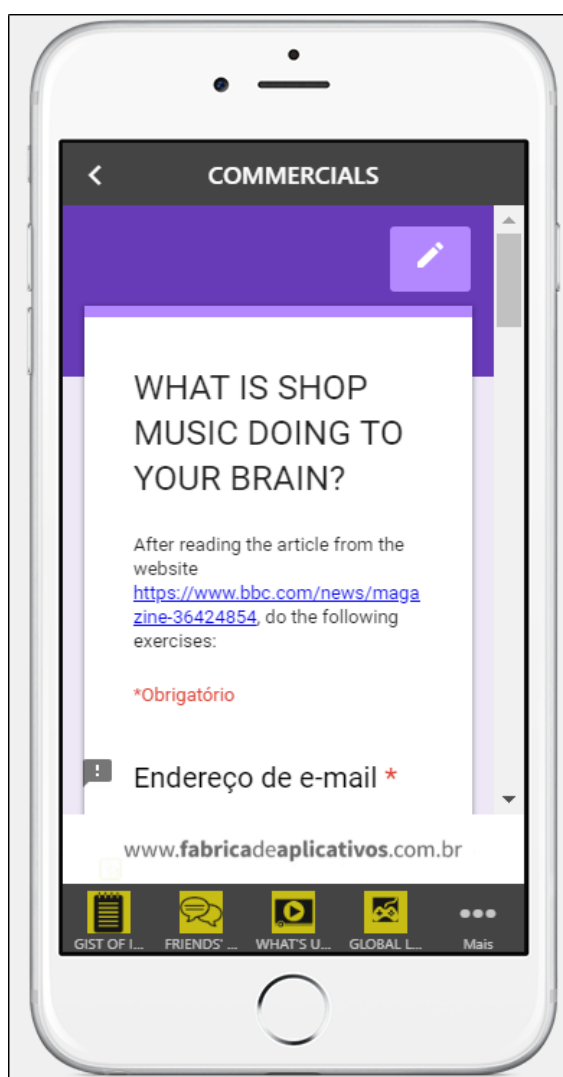 COMMERCIALS
WHAT IS SHOP
MUSIC DOING TO
YOUR BRAIN?
After reading the article from the
website
https://www.bbc.com/news/maga
zine-36424854, do the following
exercises:
*Obrigatório
Endereço de e-mail *
www.fabricadeaplicativos.com.br
GIST OF I... FRIENDS' ... WHAT'S U... GLOBAL L... Mais